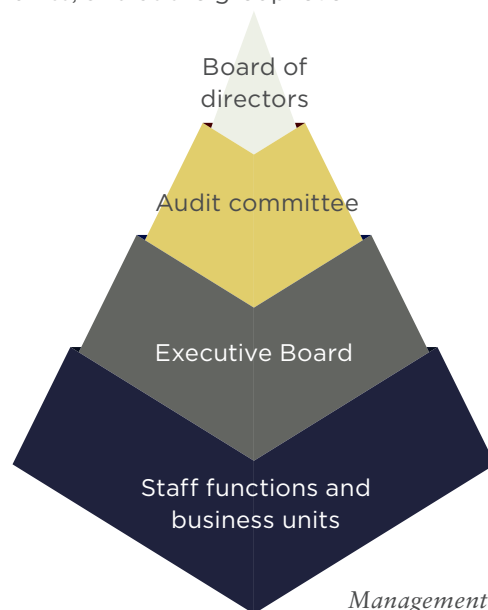 Board of
directors
Audit committee
Executive Board
Staff functions and
business units
Management